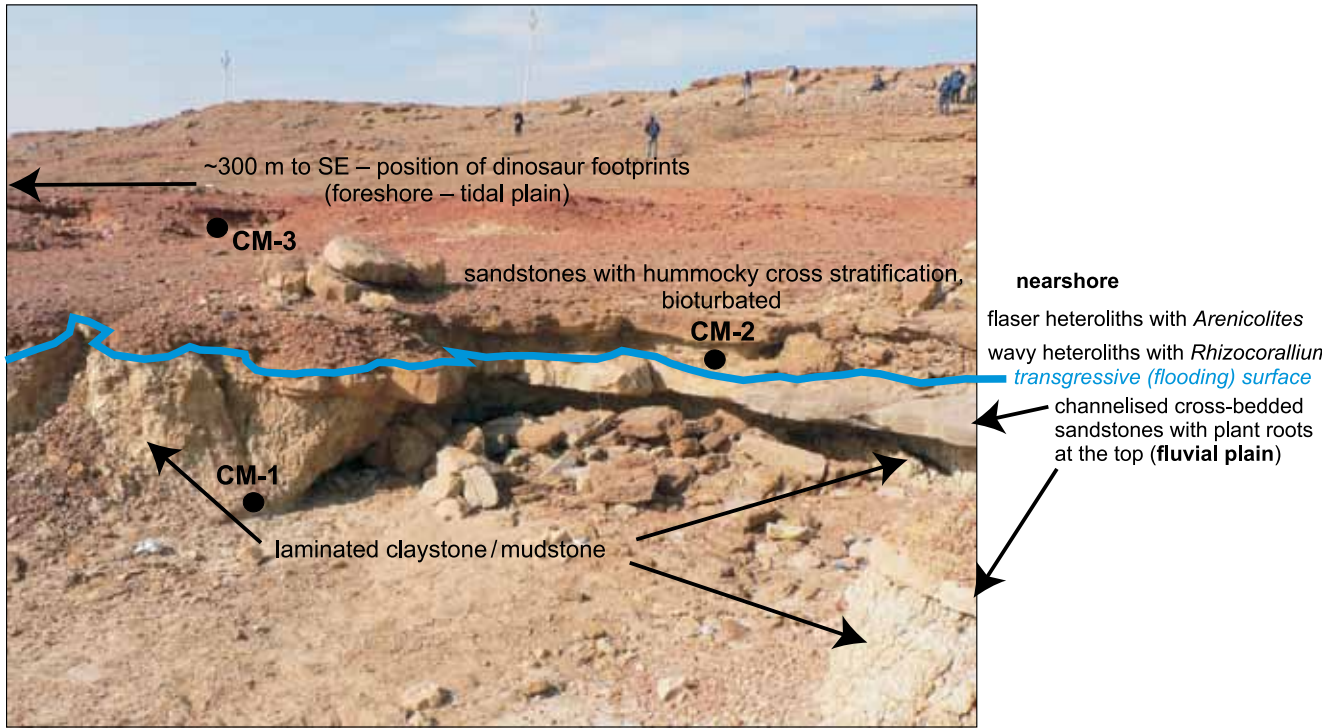 ~300 m to SE – position of dinosaur footprints
(foreshore – tidal plain)
CM-3
sandstones with hummocky cross stratification,
bioturbated
CM-2
nearshore
flaser heteroliths with Arenicolites
wavy heteroliths with Rhizocorallium
transgressive (flooding) surface
channelised cross-bedded
sandstones with plant roots
at the top (fluvial plain)
CM-1
laminated claystone/mudstone